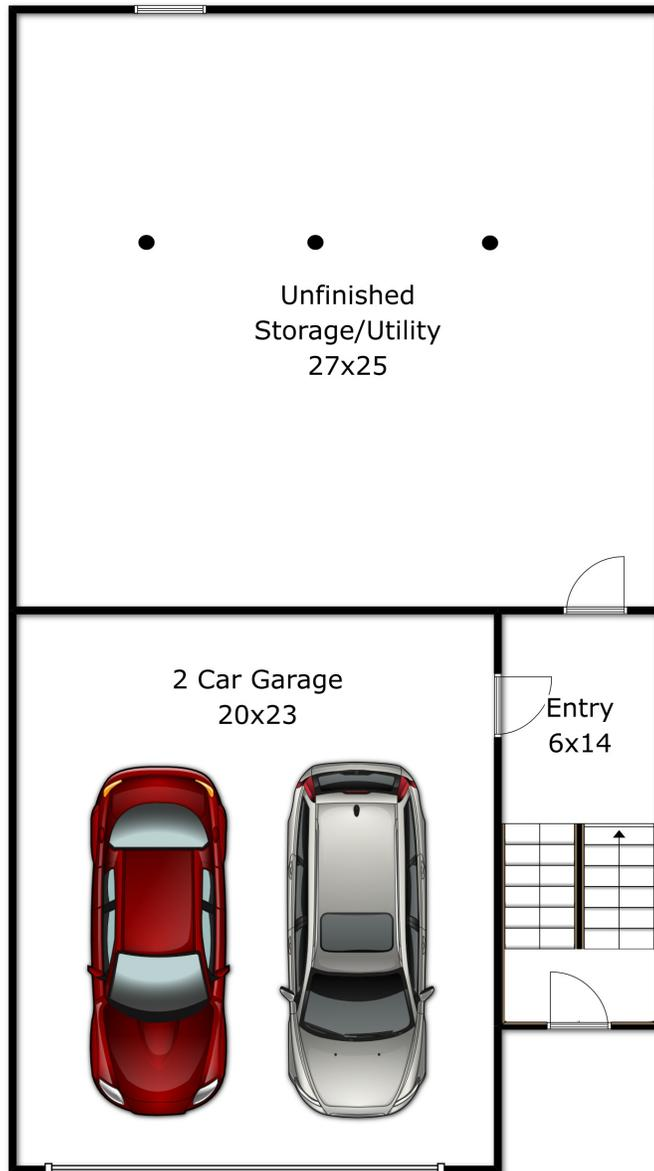 Unfinished
Storage/Utility
27x25
2 Car Garage
20x23
Entry
6x14